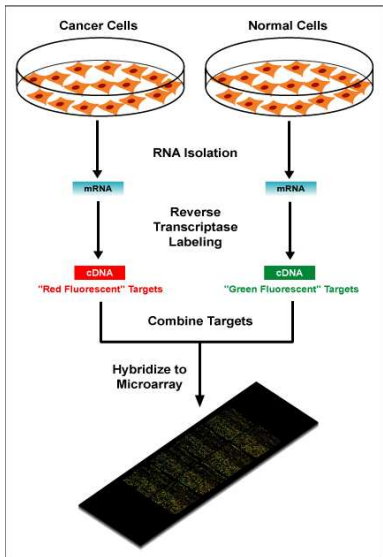 Cancer Cells
Normal Cells
RNA Isolation
mRNA
mRNA
Reverse
Transcriptase
Labeling
cDNA
cDNA
"Red Fluorescent" Targets
"Green Fluorescent" Targets
Combine Targets
Hybridize to
Microarray